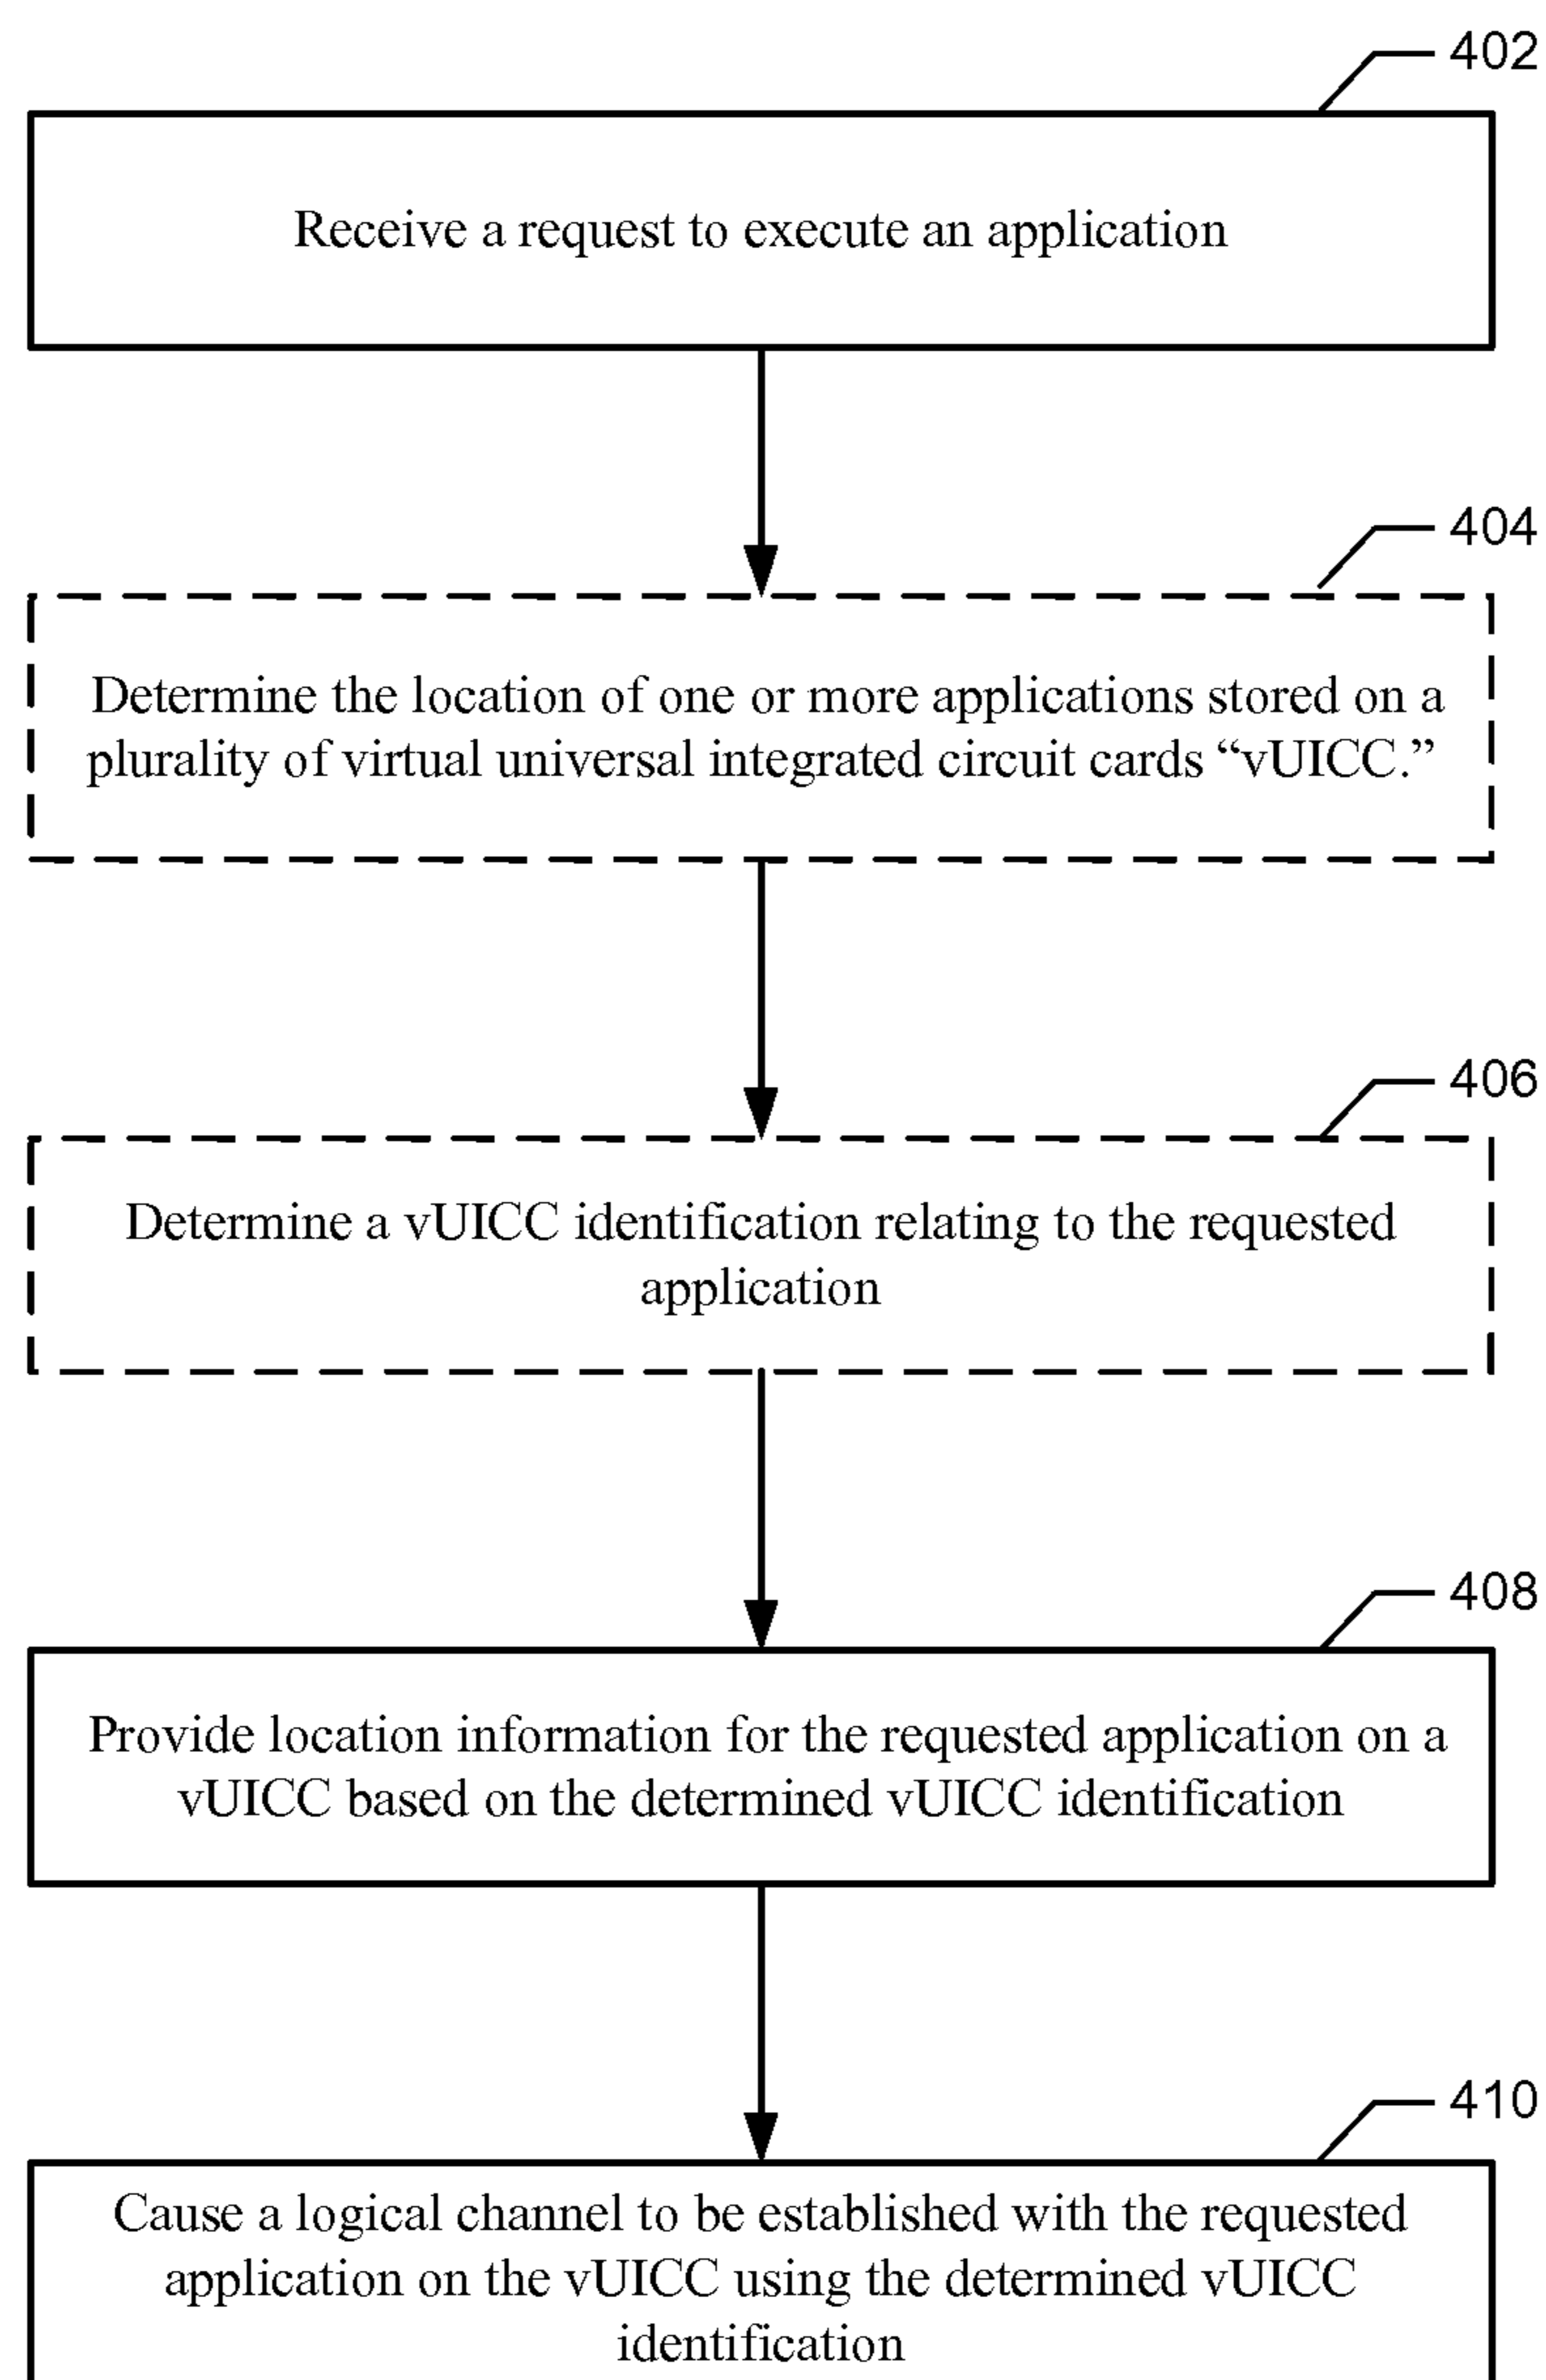 402
Receive a request to execute an application
404
Determine the location of one or more applications stored on a
plurality of virtual universal integrated circuit cards “vUICC.”
406
Determine a vUICC identification relating to the requested
application
408
Provide location information for the requested application on a
vUICC based on the determined vUICC identification
410
Cause a logical channel to be established with the requested
application on the vUICC using the determined vUICC
identification